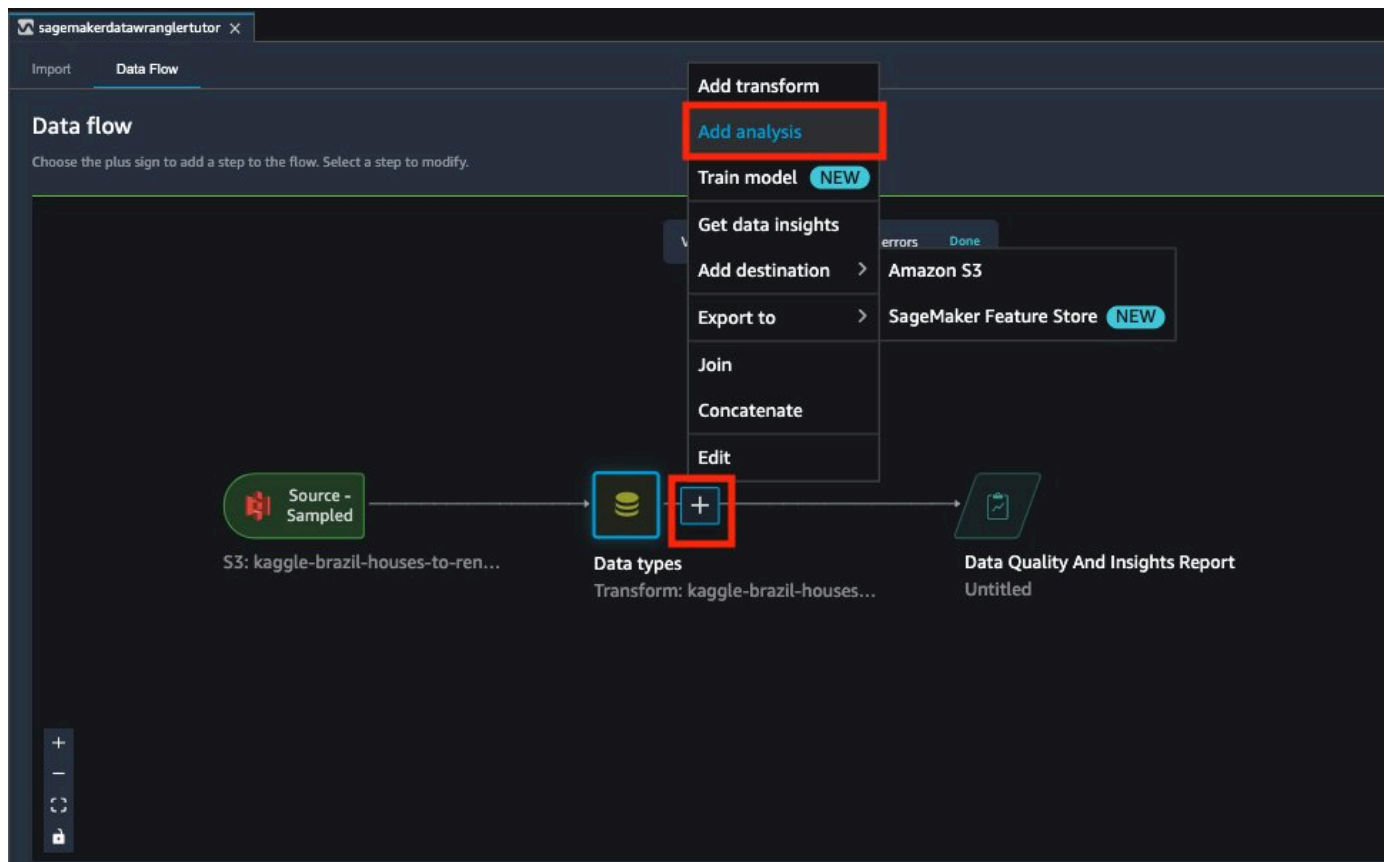 sagemakerdatawranglertutor
Import
Data Flow
Data flow
Choose the plus sign to add a step to the flow. Select a step to modify.
Add transform
Add analysis
Train model NEW
Get data insights
Add destination
Export to
Join
Concatenate
Edit
V
errors Done
Amazon S3
SageMaker Feature Store NEW
Source -
Sampled
S3: kaggle-brazil-houses-to-ren...
Data types
Transform: kaggle-brazil-houses...
Data Quality And Insights Report
Untitled